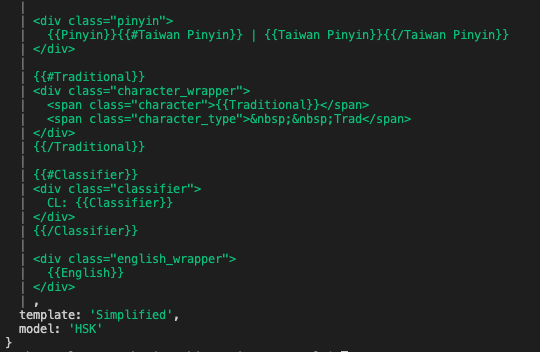 |
| <div class="pinyin">
|   {{Pinyin}}{{#Taiwan Pinyin}} | {{Taiwan Pinyin}}{{/Taiwan Pinyin}}
| </div>
|
| {{#Traditional}}
| <div class="character_wrapper">
|   <span class="character">{{Traditional}}</span>
|   <span class="character_type">&nbsp;&nbsp;Trad</span>
| </div>
| {{/Traditional}}
|
| {{#Classifier}}
| <div class="classifier">
|   CL: {{Classifier}}
| </div>
| {{/Classifier}}
|
| <div class="english_wrapper">
|   {{English}}
| </div>
| ,
template: 'Simplified',
model: 'HSK'
}